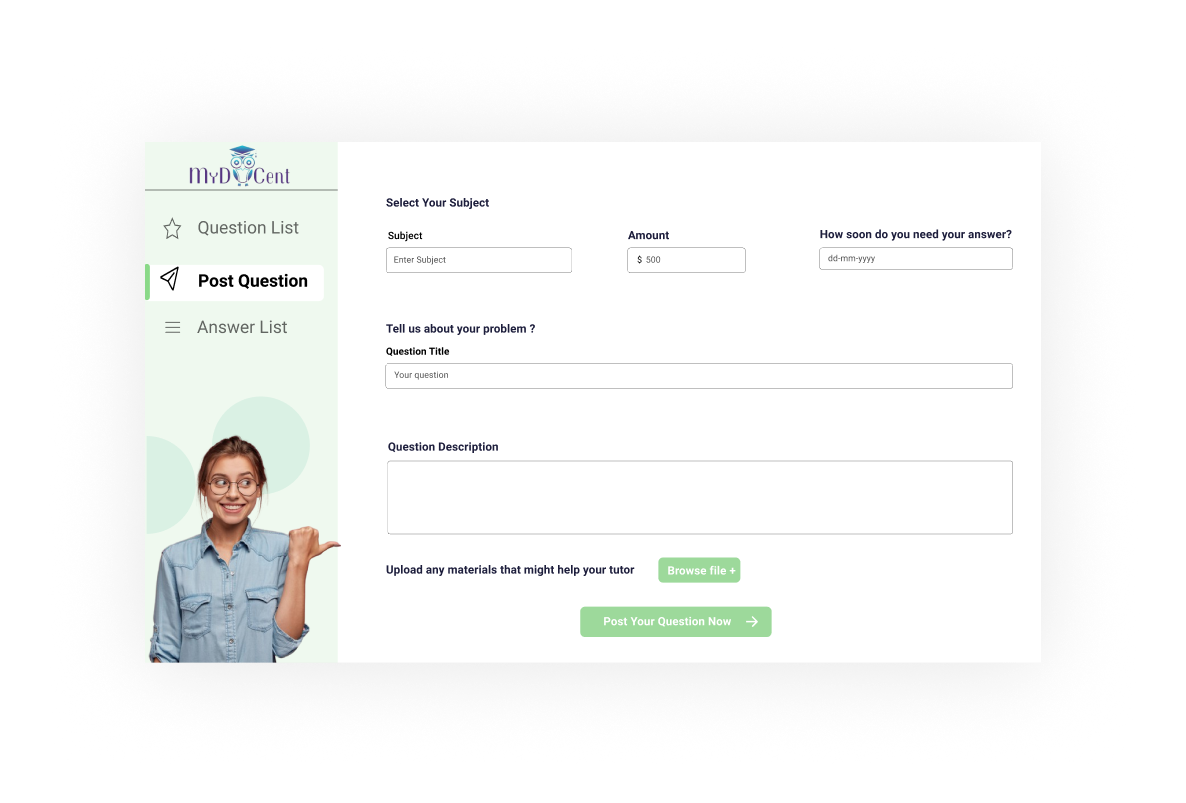 MyDoCent
Question List
Post Question
Answer List
Select Your Subject
Subject
Amount
How soon do you need your answer?
Enter Subject
$ 500
dd-mm-yyyy
Tell us about your problem ?
Question Title
Your question
Question Description
Upload any materials that might help your tutor
Browse file +
Post Your Question Now